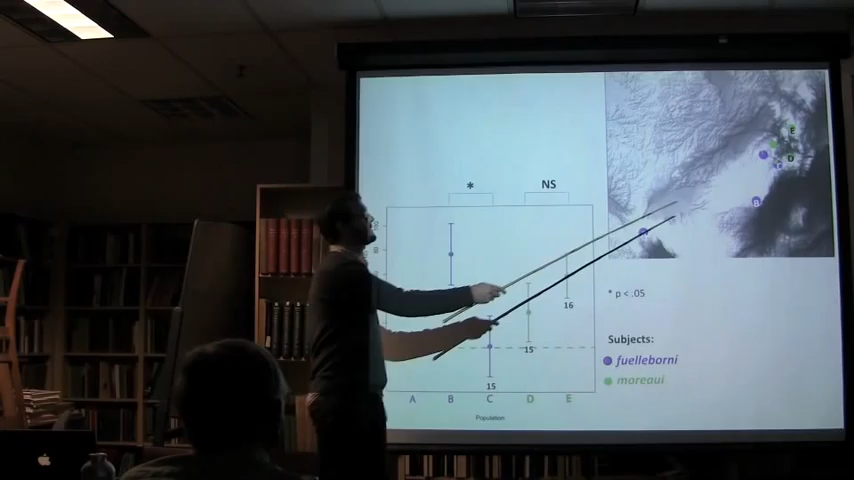 E
D
C
B
*
NS
* p < .05
16
15
15
Subjects:
fuelleborni
moreaui
A B C D E
Population